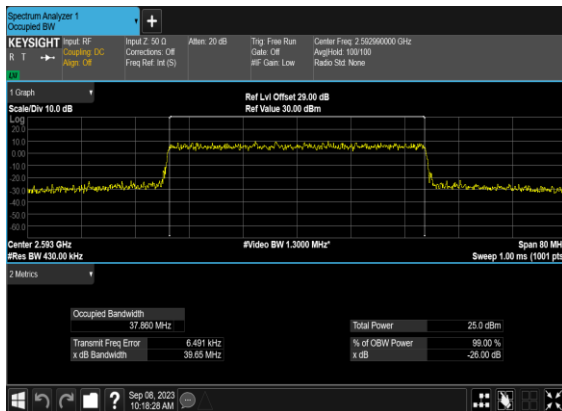 Spectrum Analyzer 1
Occupied BW
+
KEYSIGHT Input: RF Input Z: 50 Ω Atten: 20 dB Trig: Free Run Center Freq: 2.592990000 GHz
R T Coupling: DC Corrections: Off Gate: Off Avg|Hold: 100/100
Align: Off Freq Ref: Int (S) #IF Gain: Low Radio Std: None
1 Graph
Ref Lvl Offset 29.00 dB
Scale/Div 10.0 dB Ref Value 30.00 dBm
Log
20.0
10.0
0.00
-10.0
-20.0
-30.0
-40.0
-50.0
-60.0
Center 2.593 GHz #Video BW 1.3000 MHz* Span 80 MH
#Res BW 430.00 kHz Sweep 1.00 ms (1001 pts
2 Metrics
Occupied Bandwidth
37.860 MHz Total Power 25.0 dBm
Transmit Freq Error 6.491 kHz % of OBW Power 99.00 %
x dB Bandwidth 39.65 MHz x dB -26.00 dB
? Sep 08, 2023
10:18:28 AM